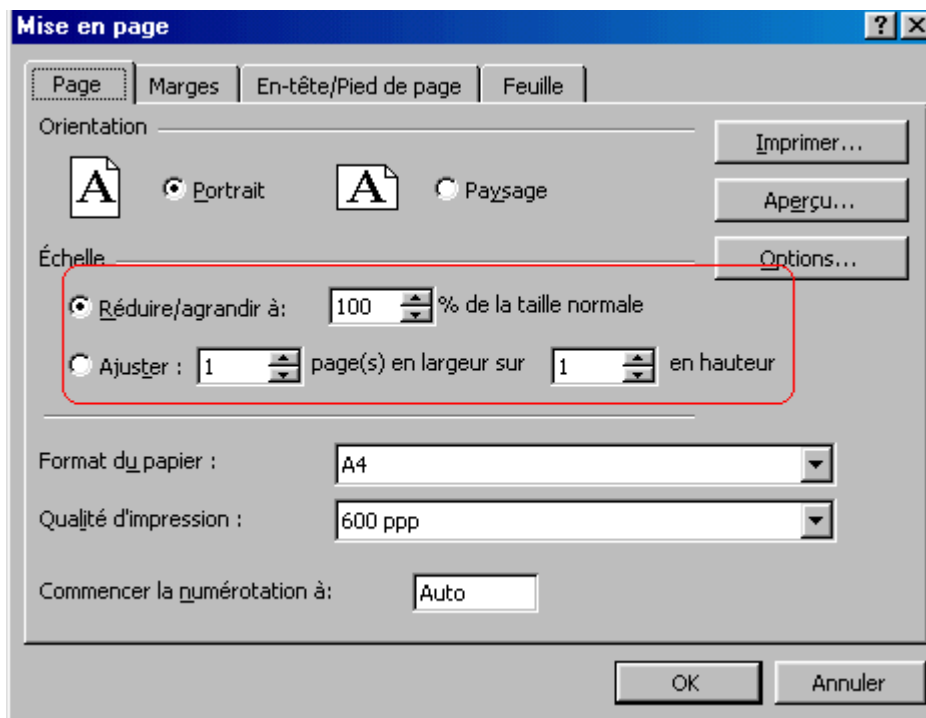 Mise en page
Page Marges En-tête/Pied de page Feuille
Orientation
Imprimer...
A Portrait A Paysage
Aperçu...
Échelle
Options...
Réduire/agrandir à: 100 % de la taille normale
Ajuster : 1 page(s) en largeur sur 1 en hauteur
Format du papier : A4
Qualité d'impression : 600 ppp
Commencer la numérotation à: Auto
OK Annuler